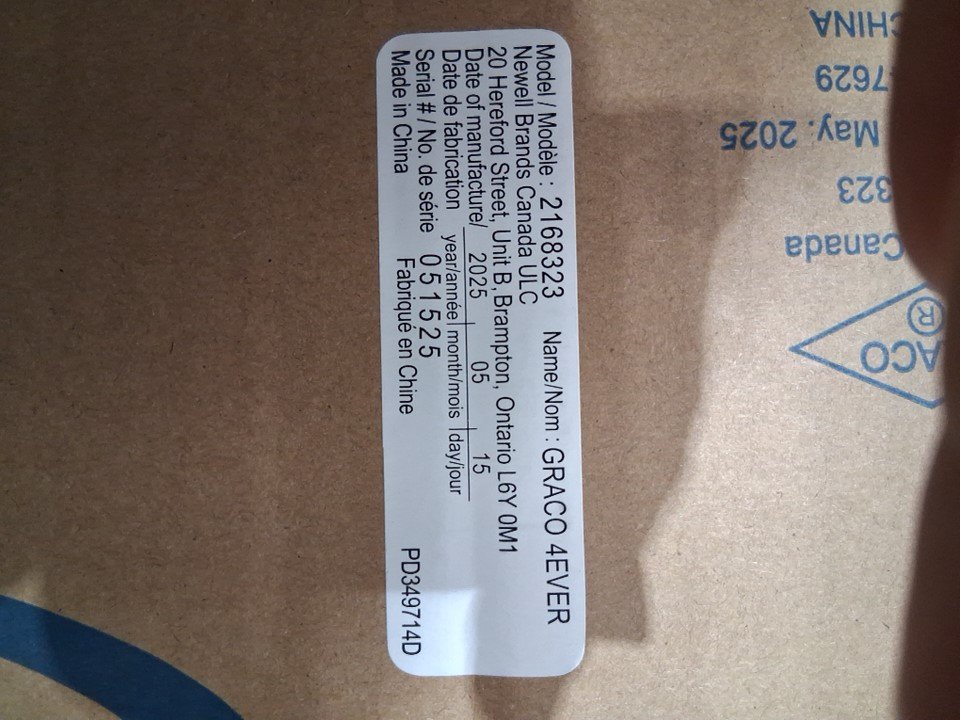 Model / Modèle : 2168323 Name/Nom : GRACO 4EVER
Newell Brands Canada ULC
20 Hereford Street, Unit B, Brampton, Ontario L6Y 0M1
Date of manufacture/ 2025 05 15
Date de fabrication year/année month/mois day/jour
Serial # / No. de série 051525
Made in China Fabriqué en Chine PD349714D
ACO®
Canada
323
May. 2025
7629
CHINA